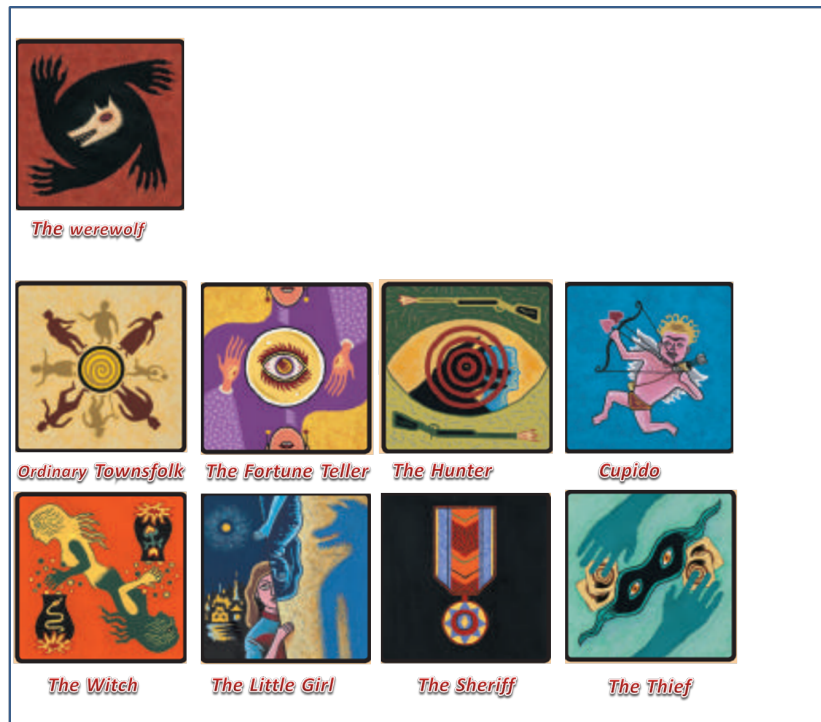 The werewolf
Ordinary Townsfolk
The Fortune Teller
The Hunter
Cupido
The Witch
The Little Girl
The Sheriff
The Thief